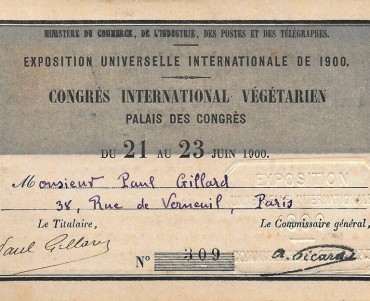 MINISTÈRE DU COMMERCE, DE L'INDUSTRIE, DES POSTES ET DES TÉLÉGRAPHES.
EXPOSITION UNIVERSELLE INTERNATIONALE DE 1900.
CONGRÈS INTERNATIONAL VÉGÉTARIEN
PALAIS DES CONGRÈS
DU 21 AU 23 JUIN 1900.
Monsieur Paul Gillard
38, Rue de Verneuil, Paris
EXPOSITION
Le Titulaire, Le Commissaire général,
Paul Gillard
N° 309
A. Picard